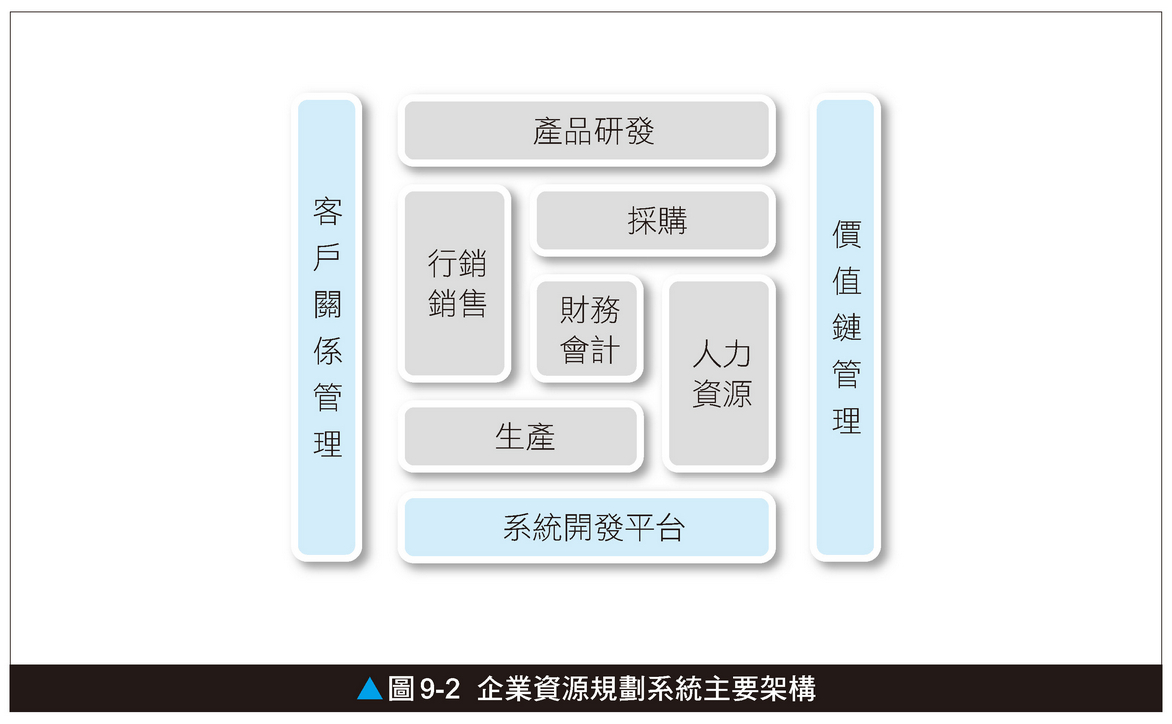 客戶關係管理
產品研發
行銷
銷售
採購
財務
會計
人力
資源
生產
系統開發平台
價值鏈管理
▲圖9-2 企業資源規劃系統主要架構